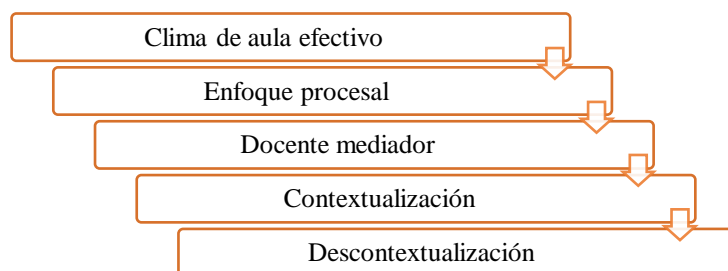 Clima de aula efectivo
Enfoque procesal
Docente mediador
Contextualización
Descontextualización